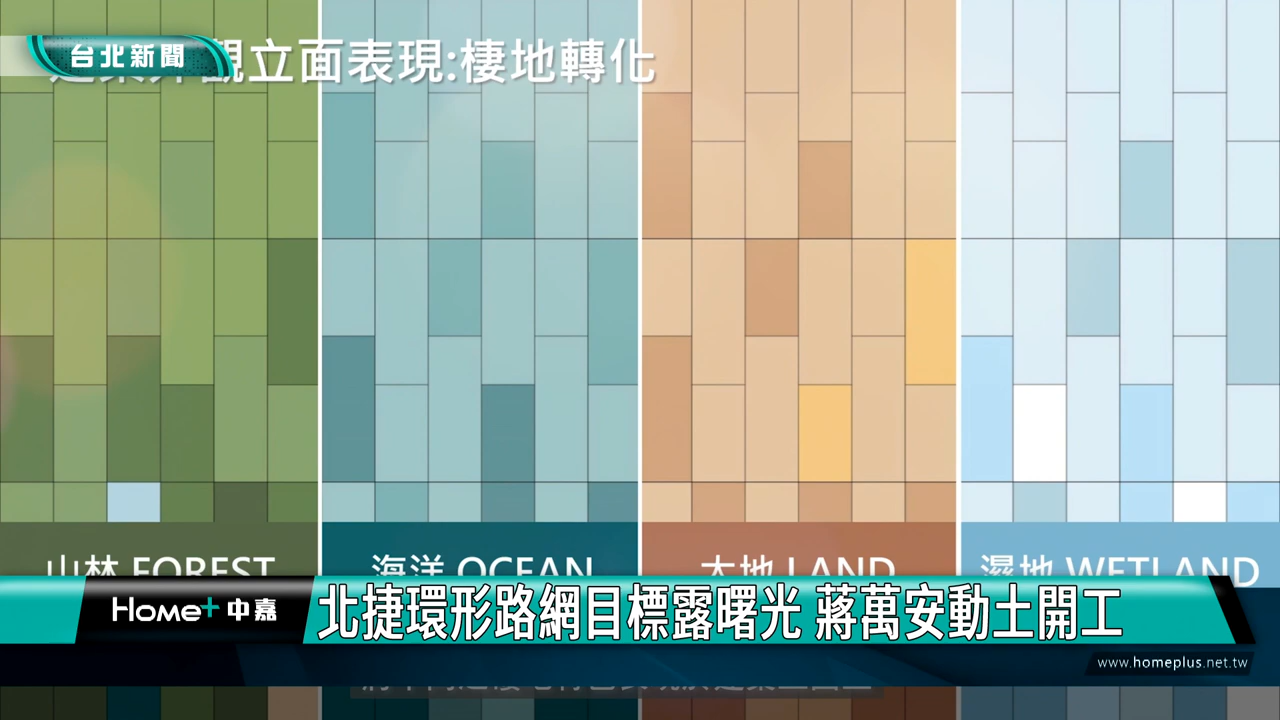 台北新聞
觀立面表現:棲地轉化
山林 FOREST
海洋 OCEAN
大地 LAND
濕地 WETLAND
Home+中嘉
北捷環形路網目標露曙光 蔣萬安動土開工
www.homeplus.net.tw